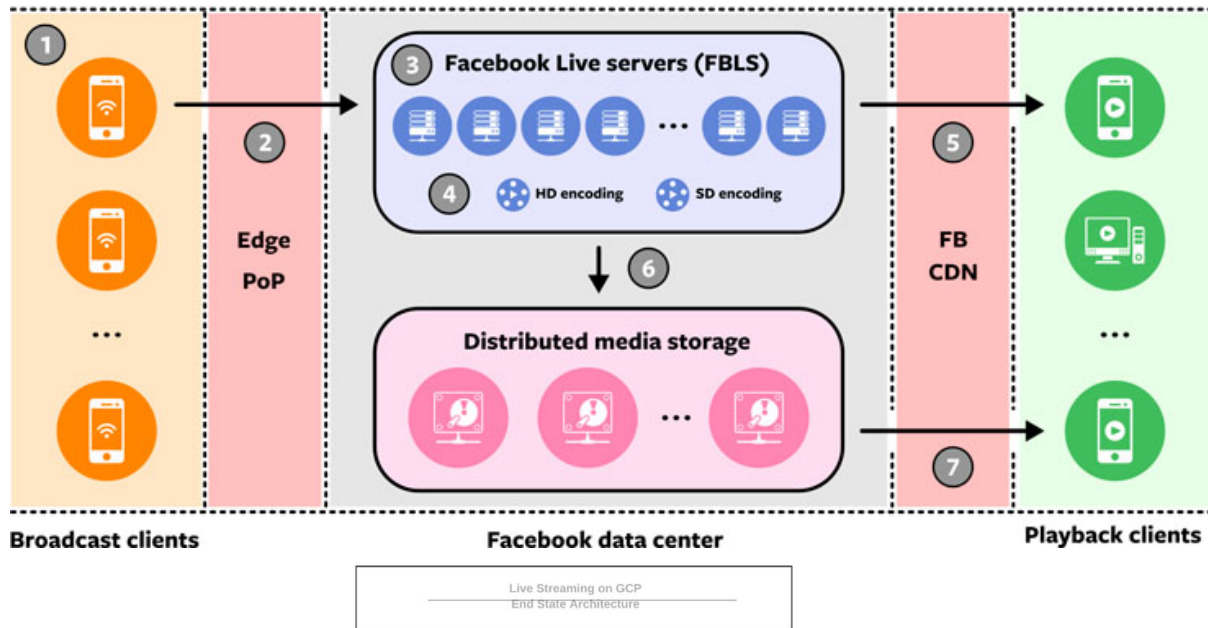 1
3
Facebook Live servers (FBLS)
2
5
...
4
HD encoding
SD encoding
Edge
PoP
FB
CDN
6
...
Distributed media storage
...
...
7
Broadcast clients
Facebook data center
Playback clients
Live Streaming on GCP
End State Architecture